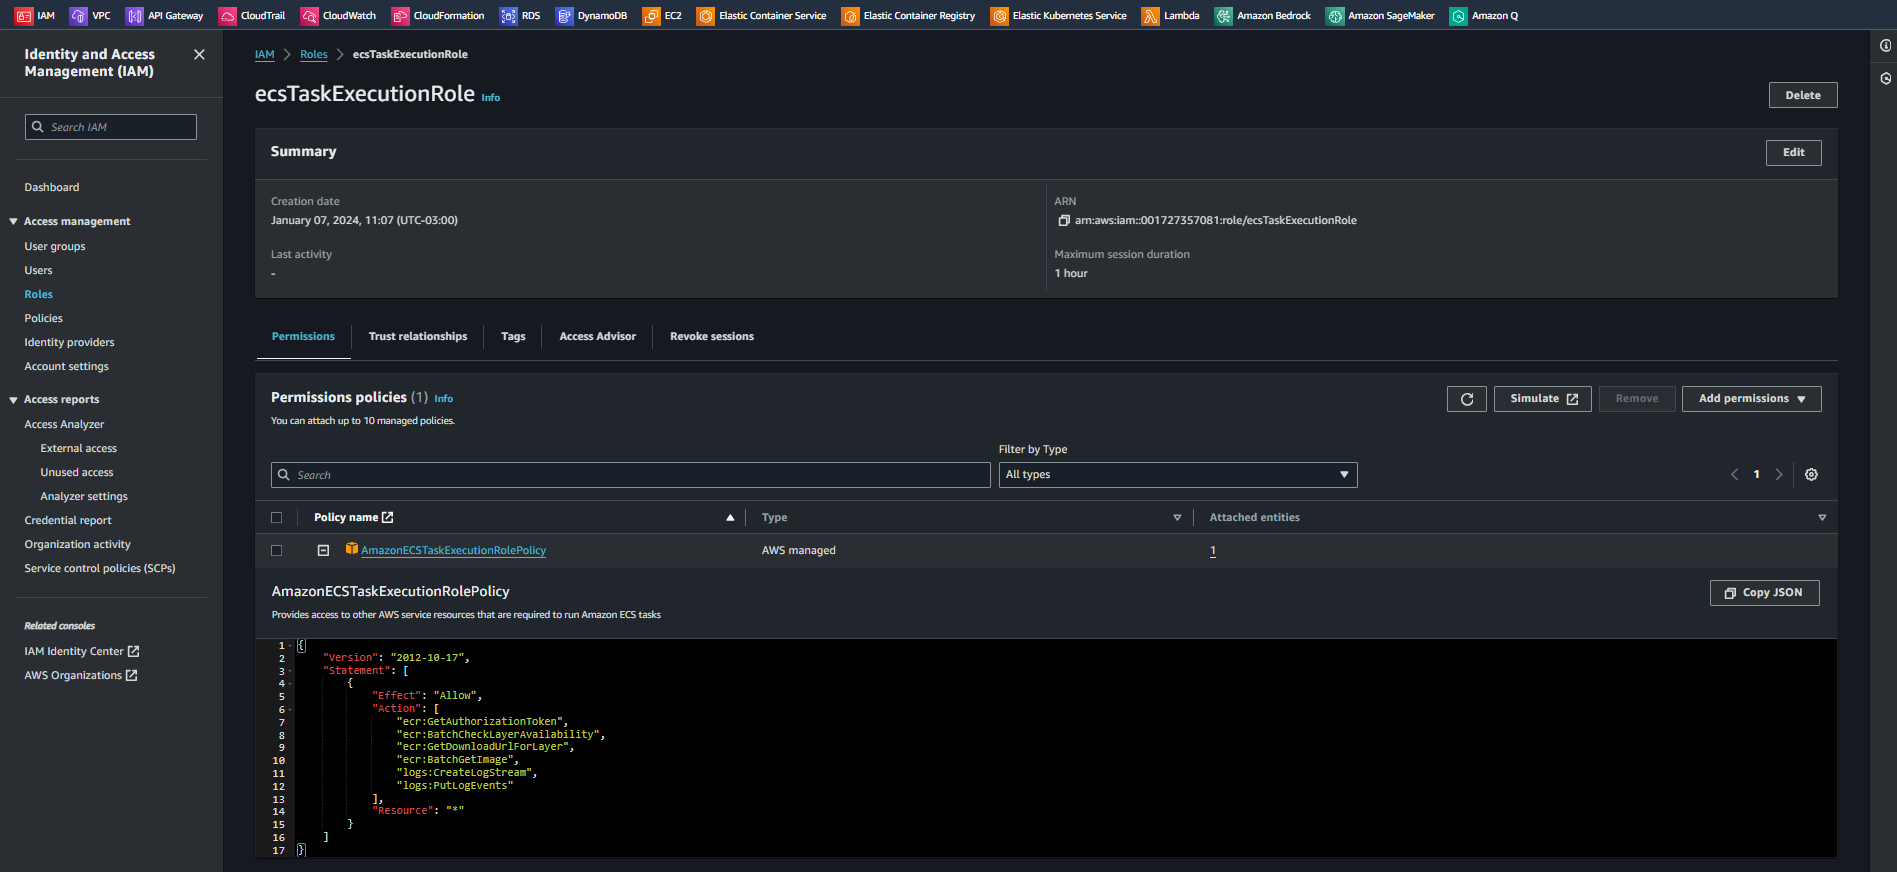 IAM VPC API Gateway CloudTrail CloudWatch CloudFormation RDS DynamoDB EC2 Elastic Container Service Elastic Container Registry Elastic Kubernetes Service Lambda Amazon Bedrock Amazon SageMaker Amazon Q
Identity and Access
Management (IAM)
Search IAM
Dashboard
Access management
User groups
Users
Roles
Policies
Identity providers
Account settings
Access reports
Access Analyzer
External access
Unused access
Analyzer settings
Credential report
Organization activity
Service control policies (SCPs)
Related consoles
IAM Identity Center
AWS Organizations
IAM Roles ecsTaskExecutionRole
ecsTaskExecutionRole Info
Delete
Summary
Edit
Creation date
January 07, 2024, 11:07 (UTC-03:00)
Last activity
-
ARN
arn:aws:iam::001727357081:role/ecsTaskExecutionRole
Maximum session duration
1 hour
Permissions Trust relationships Tags Access Advisor Revoke sessions
Permissions policies (1) Info
You can attach up to 10 managed policies.
Simulate Remove Add permissions
Filter by Type
Search
All types
1
Policy name Type Attached entities
AmazonECSTaskExecutionRolePolicy AWS managed 1
AmazonECSTaskExecutionRolePolicy
Provides access to other AWS service resources that are required to run Amazon ECS tasks
Copy JSON
1 {
2 "Version": "2012-10-17",
3 "Statement": [
4 {
5 "Effect": "Allow",
6 "Action": [
7 "ecr:GetAuthorizationToken",
8 "ecr:BatchCheckLayerAvailability",
9 "ecr:GetDownloadUrlForLayer",
10 "ecr:BatchGetImage",
11 "logs:CreateLogStream",
12 "logs:PutLogEvents"
13 ],
14 "Resource": "*"
15 }
16 ]
17 }